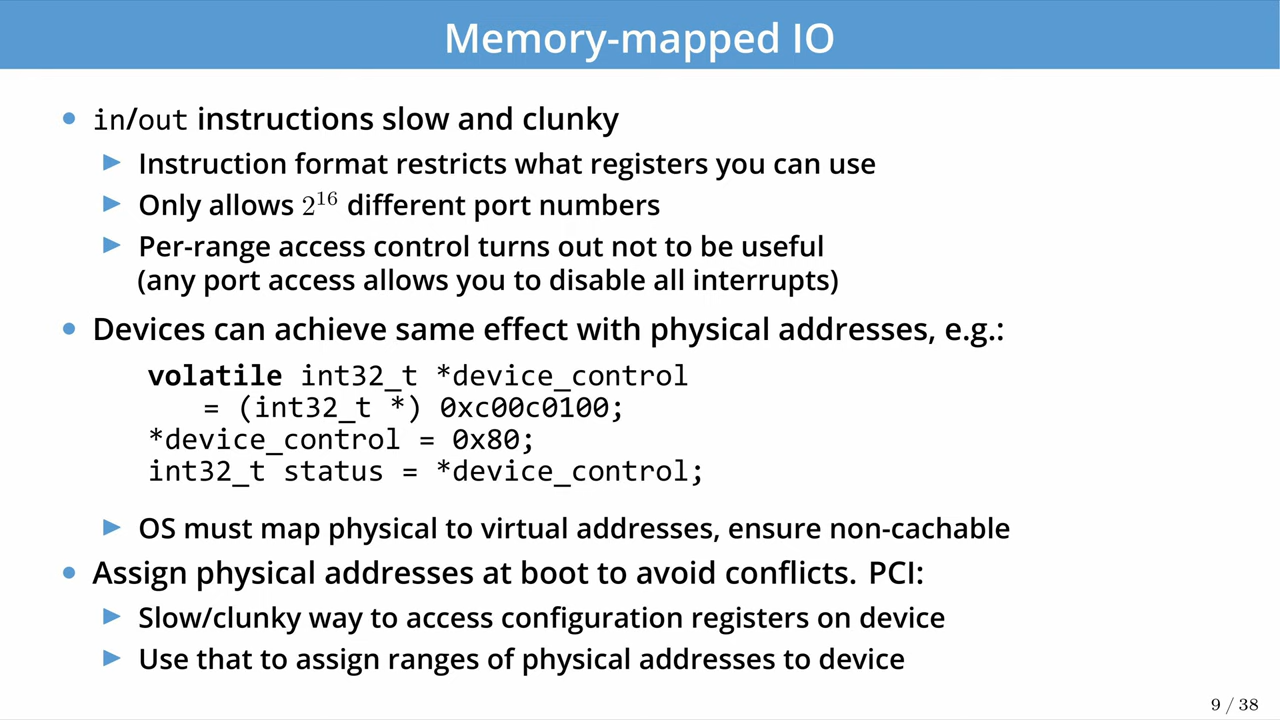 Memory-mapped IO
• in/out instructions slow and clunky
▶ Instruction format restricts what registers you can use
▶ Only allows 2^16 different port numbers
▶ Per-range access control turns out not to be useful
(any port access allows you to disable all interrupts)
• Devices can achieve same effect with physical addresses, e.g.:
volatile int32_t *device_control
= (int32_t *) 0xc00c0100;
*device_control = 0x80;
int32_t status = *device_control;
▶ OS must map physical to virtual addresses, ensure non-cachable
• Assign physical addresses at boot to avoid conflicts. PCI:
▶ Slow/clunky way to access configuration registers on device
▶ Use that to assign ranges of physical addresses to device
9 / 38